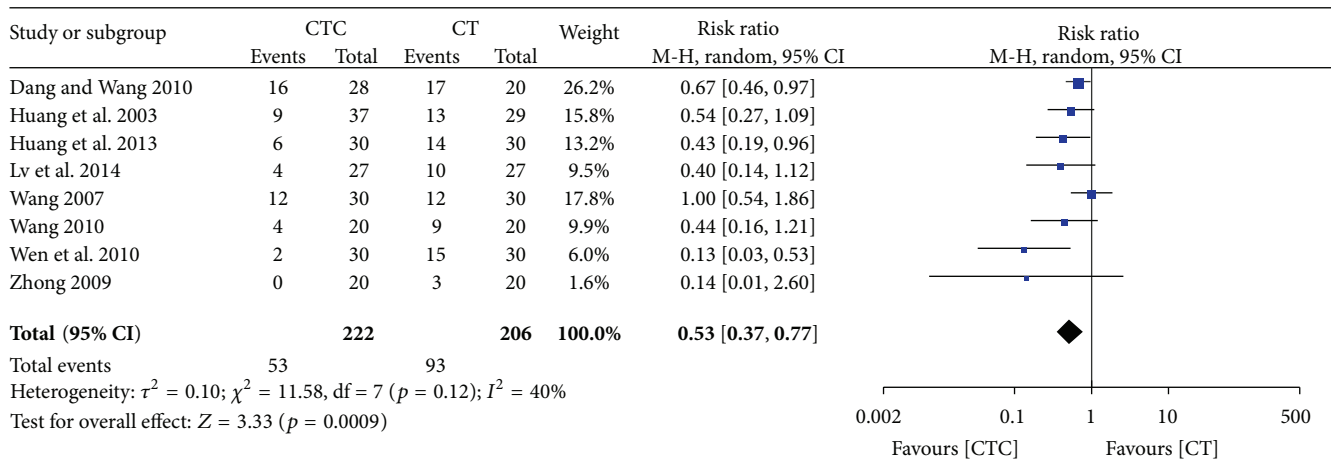 Study or subgroup CTC CT Weight Risk ratio Risk ratio
Events Total Events Total M-H, random, 95% CI M-H, random, 95% CI
Dang and Wang 2010 16 28 17 20 26.2% 0.67 [0.46, 0.97]
Huang et al. 2003 9 37 13 29 15.8% 0.54 [0.27, 1.09]
Huang et al. 2013 6 30 14 30 13.2% 0.43 [0.19, 0.96]
Lv et al. 2014 4 27 10 27 9.5% 0.40 [0.14, 1.12]
Wang 2007 12 30 12 30 17.8% 1.00 [0.54, 1.86]
Wang 2010 4 20 9 20 9.9% 0.44 [0.16, 1.21]
Wen et al. 2010 2 30 15 30 6.0% 0.13 [0.03, 0.53]
Zhong 2009 0 20 3 20 1.6% 0.14 [0.01, 2.60]
Total (95% CI) 222 206 100.0% 0.53 [0.37, 0.77]
Total events 53 93
Heterogeneity: τ² = 0.10; χ² = 11.58, df = 7 (p = 0.12); I² = 40%
Test for overall effect: Z = 3.33 (p = 0.0009)
0.002 0.1 1 10 500
Favours [CTC] Favours [CT]